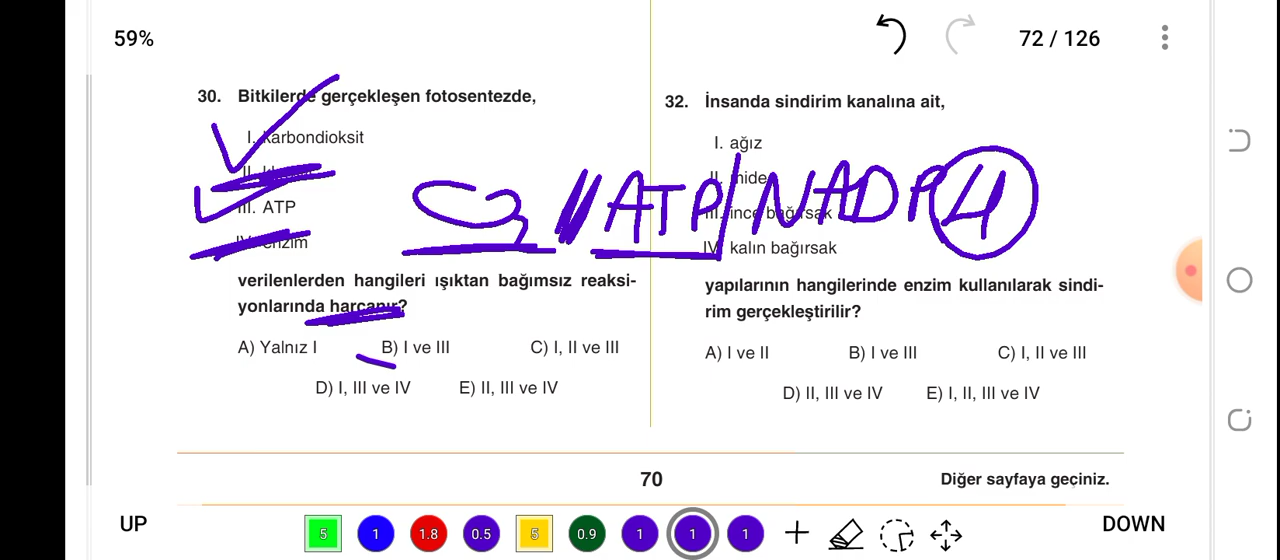 59%
72 / 126
30. Bitkilerde gerçekleşen fotosentezde,
I. karbondioksit
II.
III. ATP
IV. enzim
verilenlerden hangileri ışıktan bağımsız reaksi-
yonlarında harcanır?
A) Yalnız I B) I ve III C) I, II ve III
D) I, III ve IV E) II, III ve IV
ATP / NADP
4
32. İnsanda sindirim kanalına ait,
I. ağız
II. mide
III. ince bağırsak
IV. kalın bağırsak
yapılarının hangilerinde enzim kullanılarak sindi-
rim gerçekleştirilir?
A) I ve II B) I ve III C) I, II ve III
D) II, III ve IV E) I, II, III ve IV
70
Diğer sayfaya geçiniz.
UP
5 1 1.8 0.5 5 0.9 1 1 1
DOWN